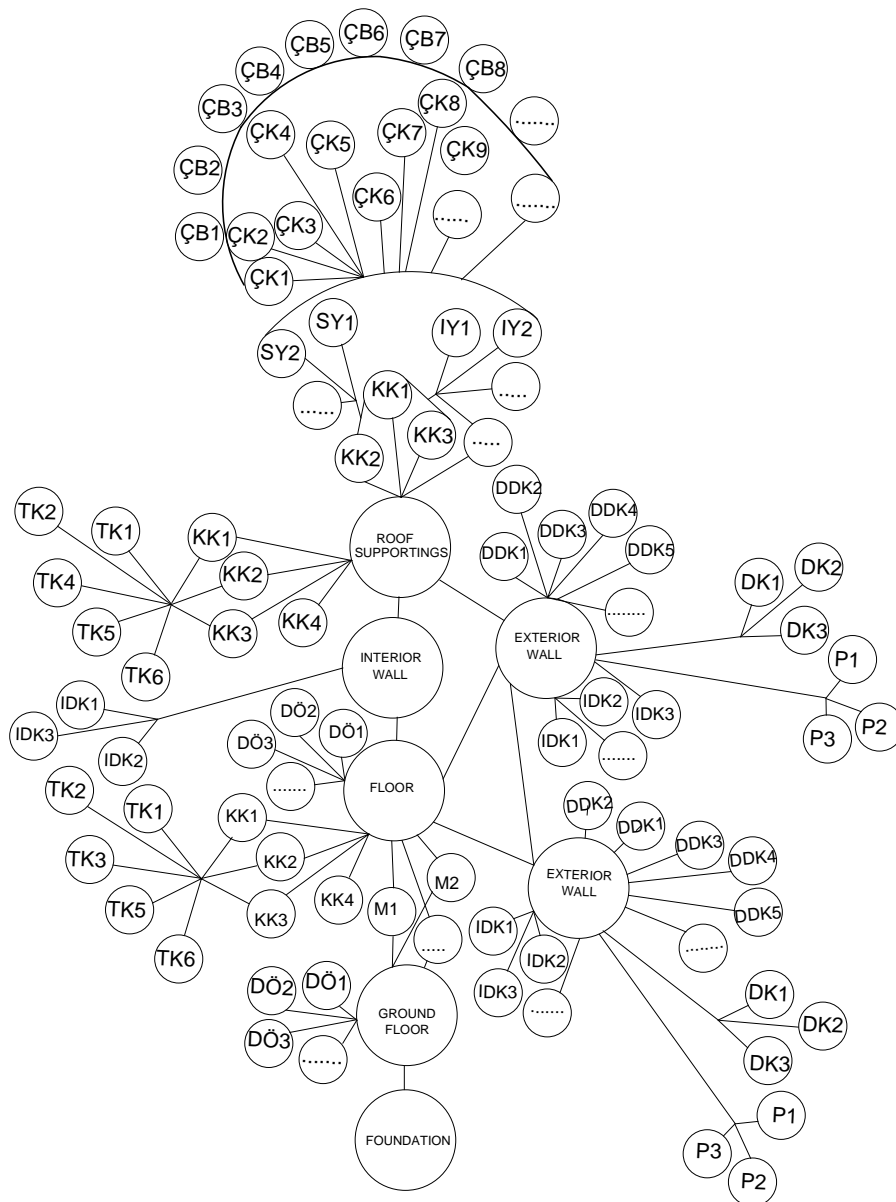 ÇB6
ÇB7
ÇB5
ÇB8
ÇB4
ÇB3
ÇK8
........
ÇK4
ÇK7
ÇK5
ÇK9
ÇB2
ÇK6
........
......
ÇK3
ÇB1
ÇK2
ÇK1
SY1
IY1
IY2
SY2
......
KK1
.....
KK3
.....
KK2
DDK2
TK2
DDK4
TK1
DDK3
KK1
ROOF
SUPPORTINGS
DDK1
DDK5
TK4
KK2
DK2
DK1
........
TK5
KK3
KK4
DK3
EXTERIOR
WALL
INTERIOR
WALL
TK6
P1
IDK1
IDK2
IDK3
DÖ2
P2
IDK3
DÖ1
IDK1
P3
DÖ3
IDK2
.......
TK2
.......
FLOOR
DDK2
TK1
KK1
DDK1
DDK3
DDK4
TK3
KK2
EXTERIOR
WALL
M2
KK4
M1
DDK5
TK5
KK3
IDK1
.....
........
TK6
IDK2
DÖ1
IDK3
DÖ2
.......
DK1
GROUND
FLOOR
DK2
DÖ3
.......
DK3
P1
FOUNDATION
P3
P2